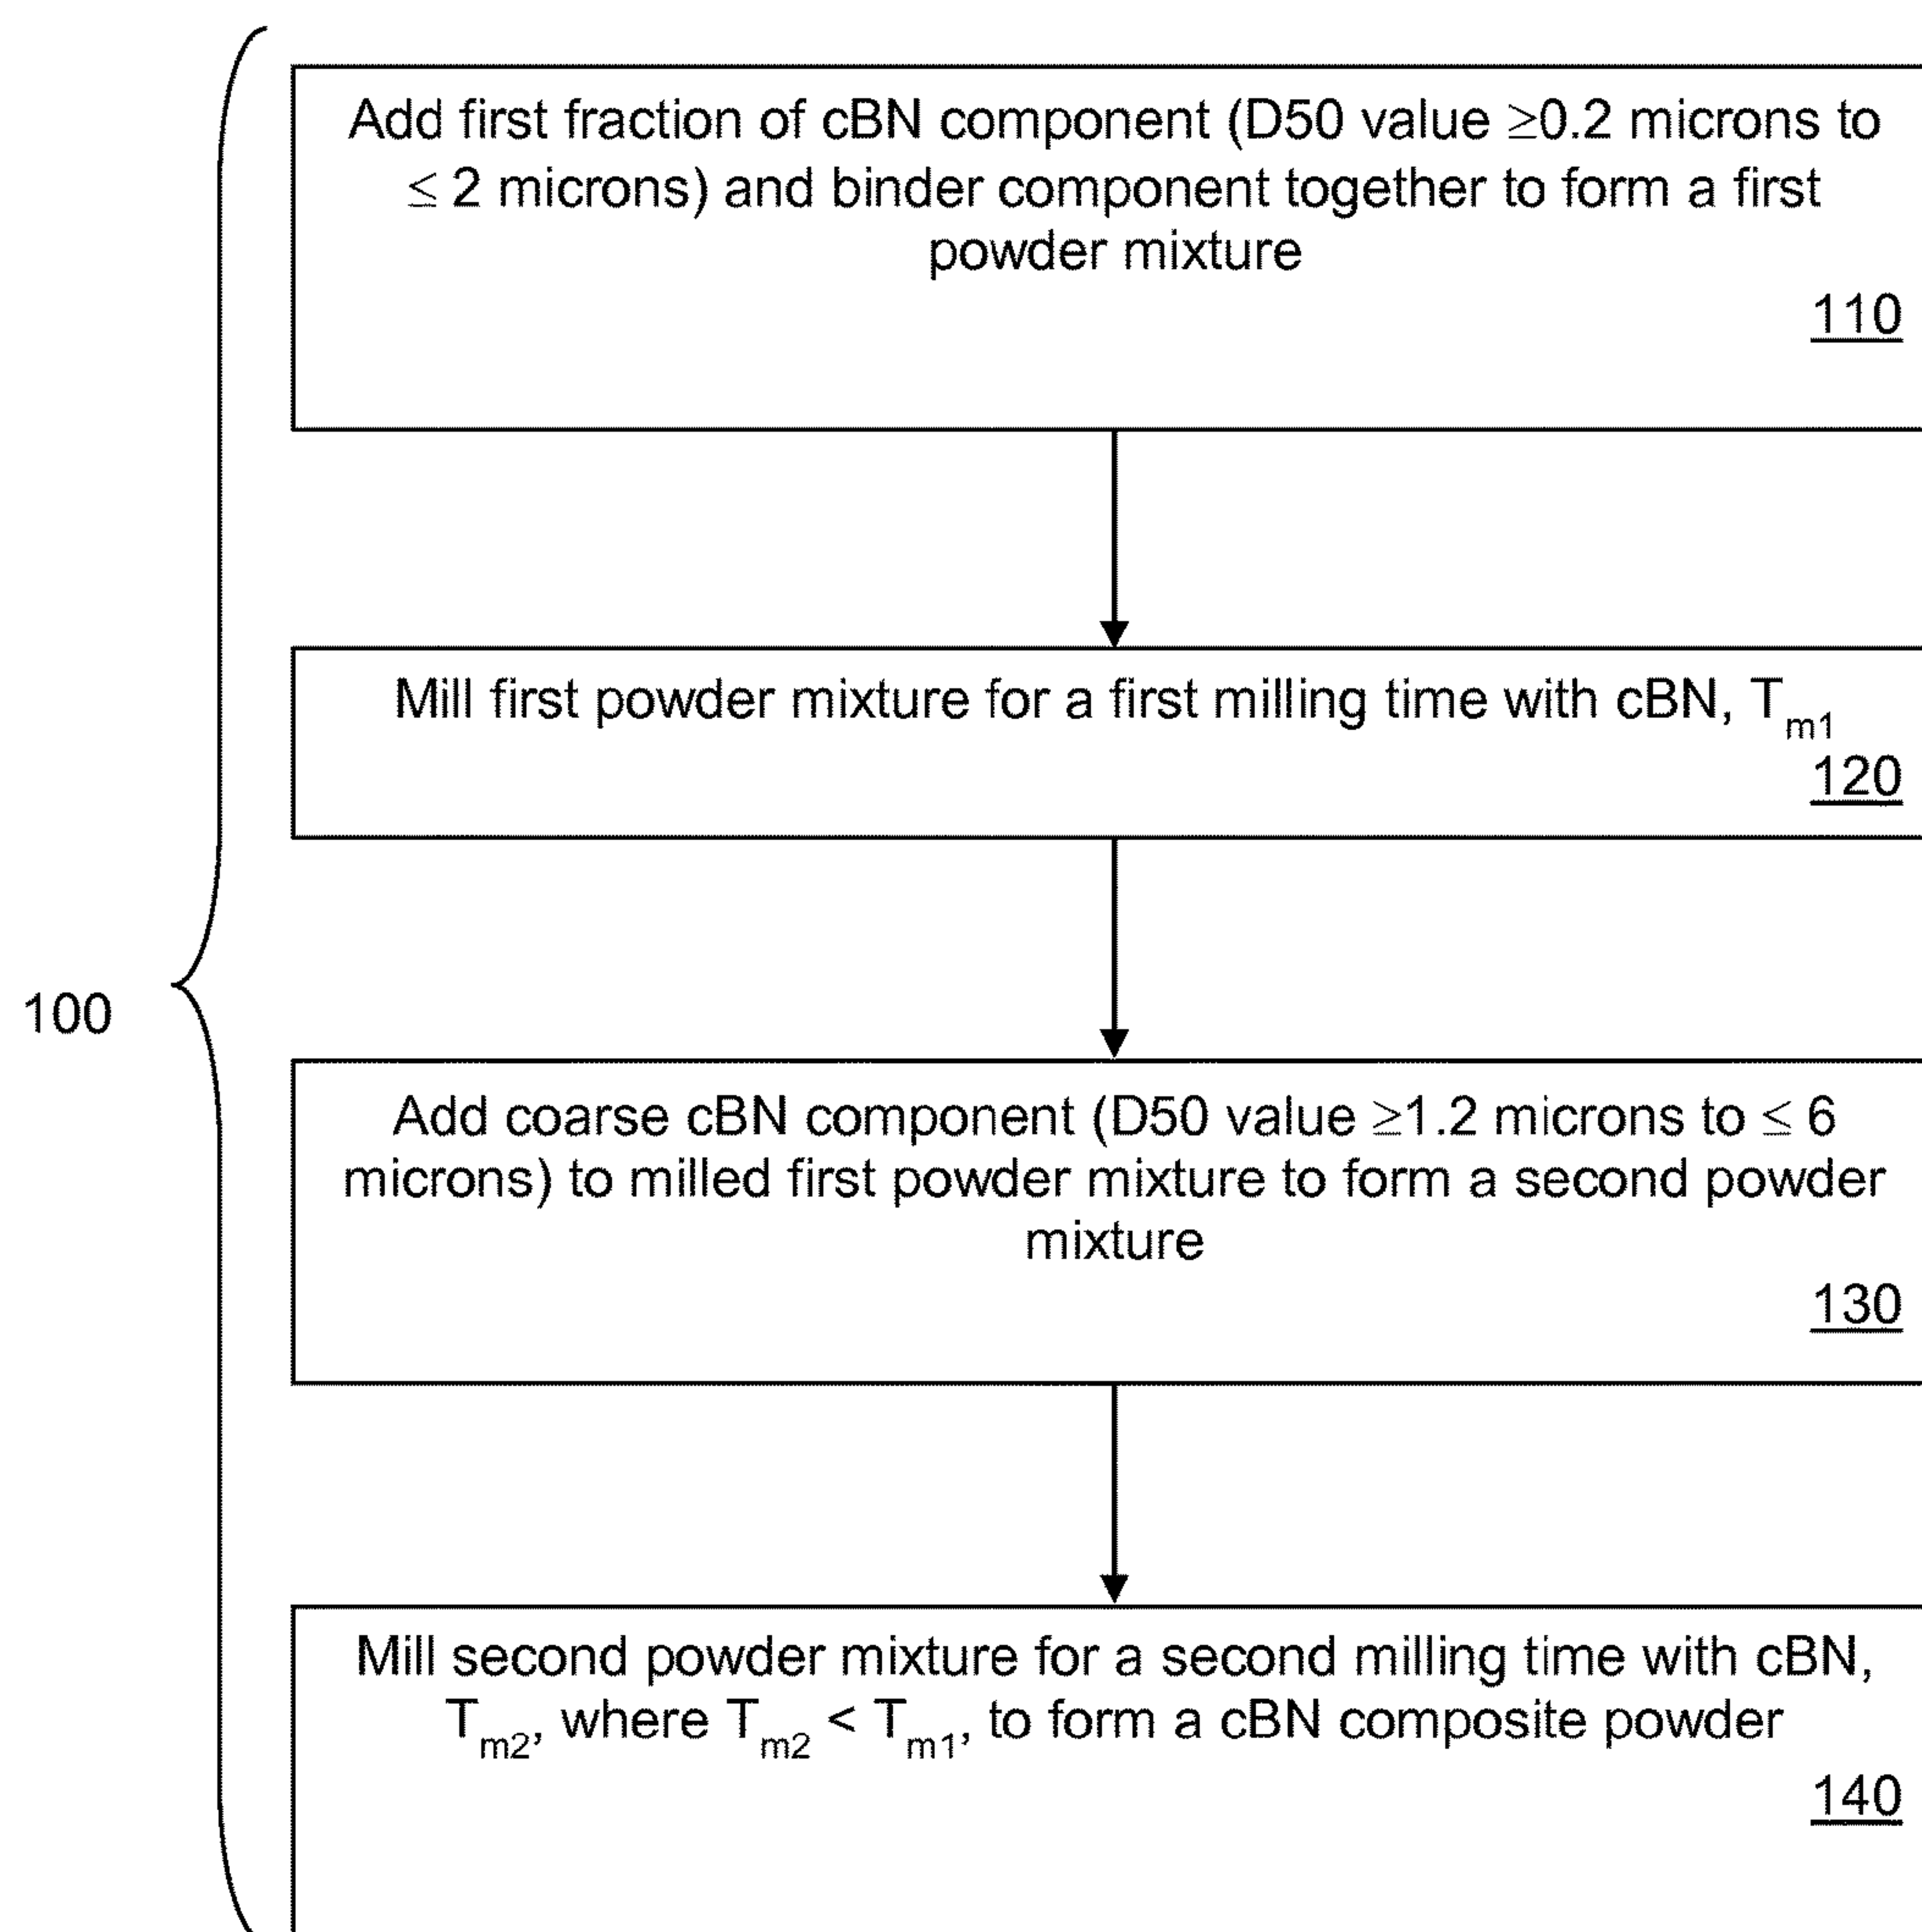 Add first fraction of cBN component (D50 value ≥0.2 microns to
≤ 2 microns) and binder component together to form a first
powder mixture
110
Mill first powder mixture for a first milling time with cBN, Tm1
120
100
Add coarse cBN component (D50 value ≥1.2 microns to ≤ 6
microns) to milled first powder mixture to form a second powder
mixture
130
Mill second powder mixture for a second milling time with cBN,
Tm2, where Tm2 < Tm1, to form a cBN composite powder
140